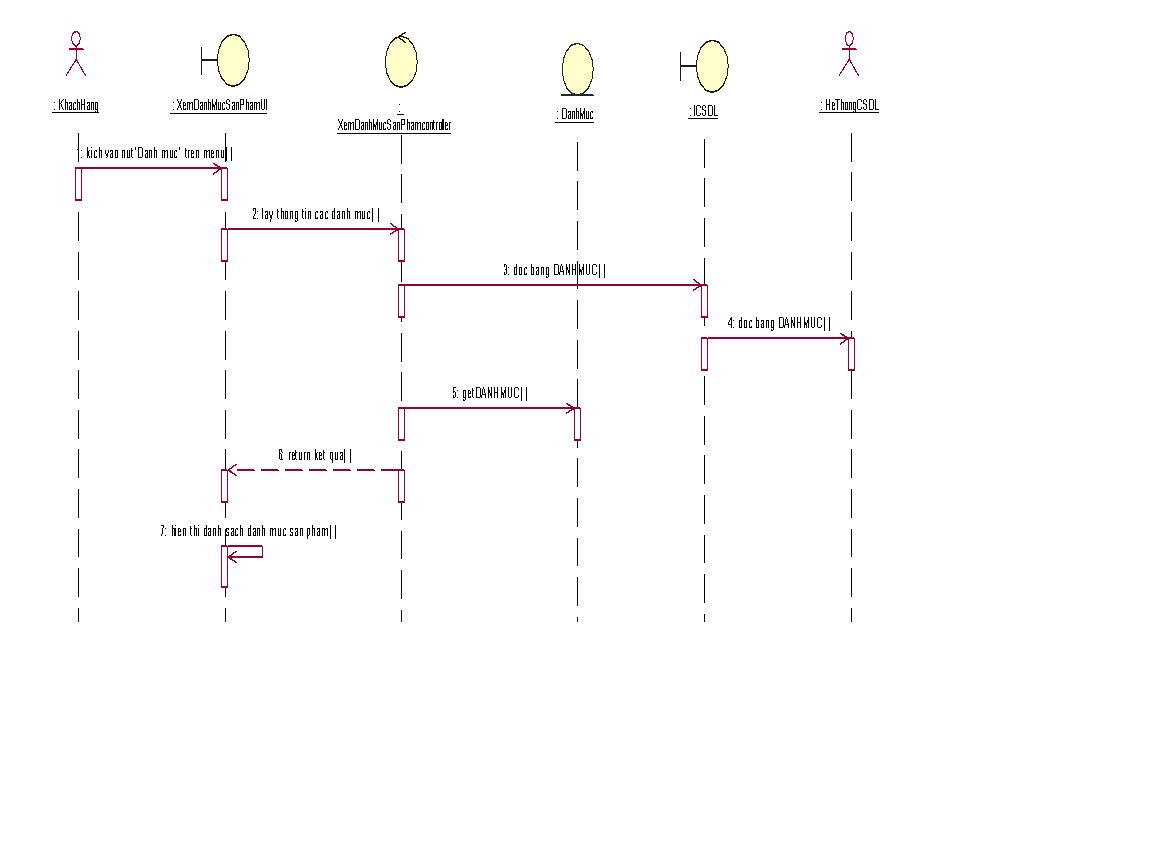 : KhachHang
: XemDanhMucSanPhamUI
:
XemDanhMucSanPhamcontroler
: DanhMuc
: ICSDL
: HeThongCSDL
1: kich vao nut"Danh muc" tren menu||
2: lay thong tin cac danh muc||
3: doc bang DANHMUC||
4: doc bang DANHMUC||
5: getDANHMUC||
6: return ket qua||
7: hien thi danh sach danh muc san pham||